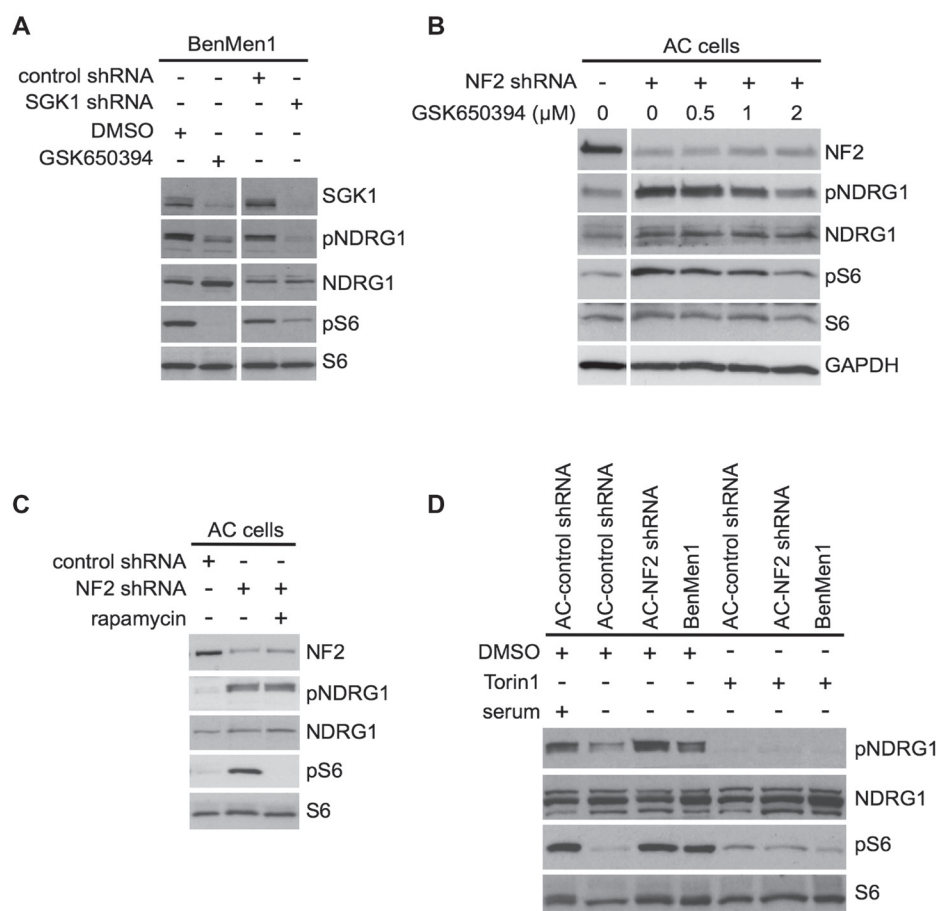 A
BenMen1
control shRNA - - + -
SGK1 shRNA - - - +
DMSO + - - -
GSK650394 - + - -
SGK1
pNDRG1
NDRG1
pS6
S6
B
AC cells
NF2 shRNA - + + + +
GSK650394 (µM) 0 0 0.5 1 2
NF2
pNDRG1
NDRG1
pS6
S6
GAPDH
C
AC cells
control shRNA + - -
NF2 shRNA - + +
rapamycin - - +
NF2
pNDRG1
NDRG1
pS6
S6
D
AC-control shRNA
AC-control shRNA
AC-NF2 shRNA
BenMen1
AC-control shRNA
AC-NF2 shRNA
BenMen1
DMSO + + + + - - -
Torin1 - - - - + + +
serum + - - - - - -
pNDRG1
NDRG1
pS6
S6